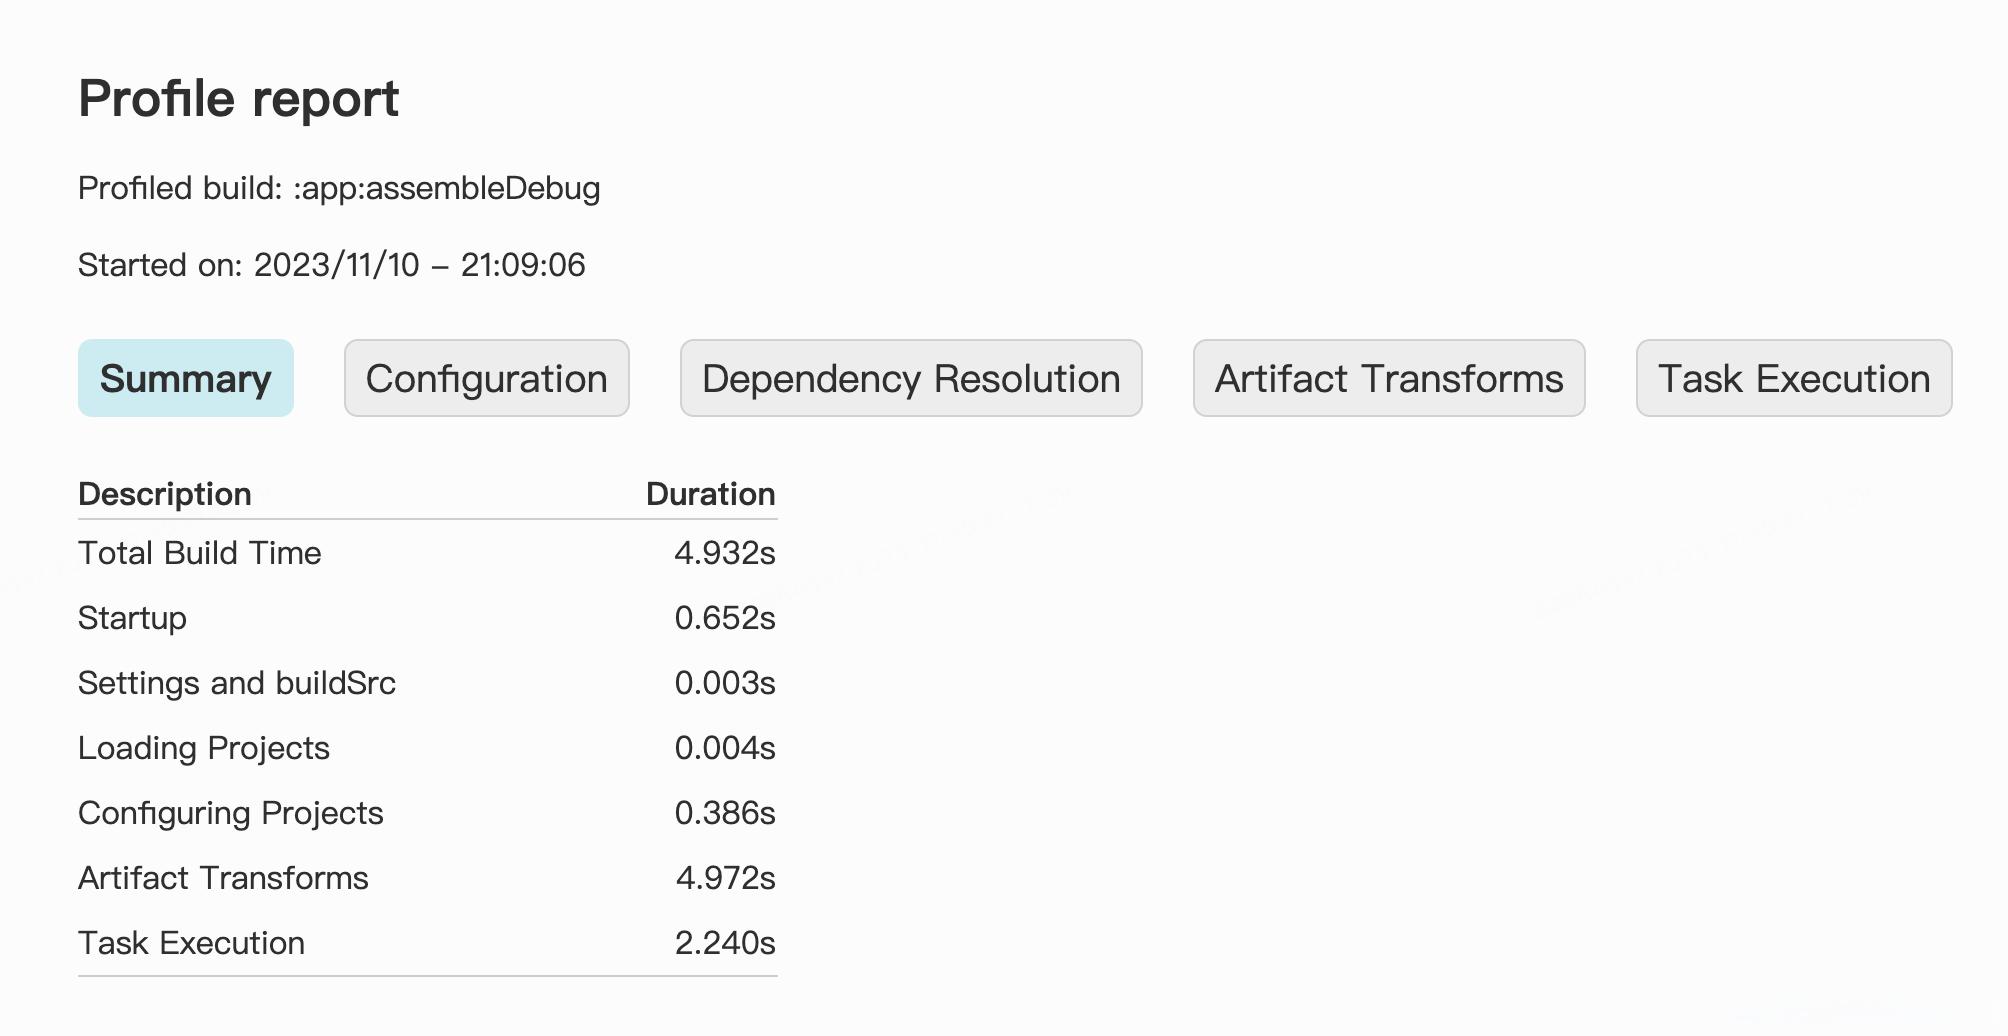 Profile report
Profiled build: :app:assembleDebug
Started on: 2023/11/10 – 21:09:06
Summary Configuration Dependency Resolution Artifact Transforms Task Execution
Description Duration
Total Build Time 4.932s
Startup 0.652s
Settings and buildSrc 0.003s
Loading Projects 0.004s
Configuring Projects 0.386s
Artifact Transforms 4.972s
Task Execution 2.240s